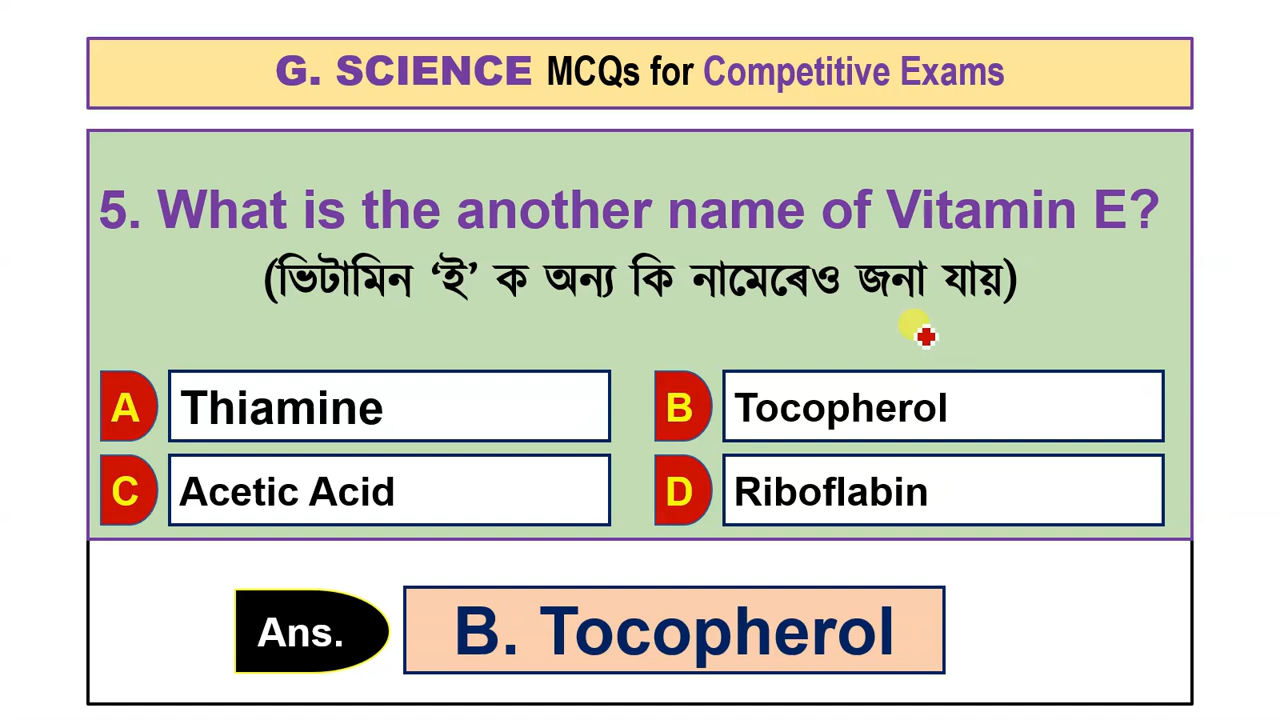 G. SCIENCE MCQs for Competitive Exams
5. What is the another name of Vitamin E?
(ভিটামিন ‘ই’ ক অন্য কি নামেৰেও জনা যায়)
A Thiamine
B Tocopherol
C Acetic Acid
D Riboflabin
Ans. B. Tocopherol